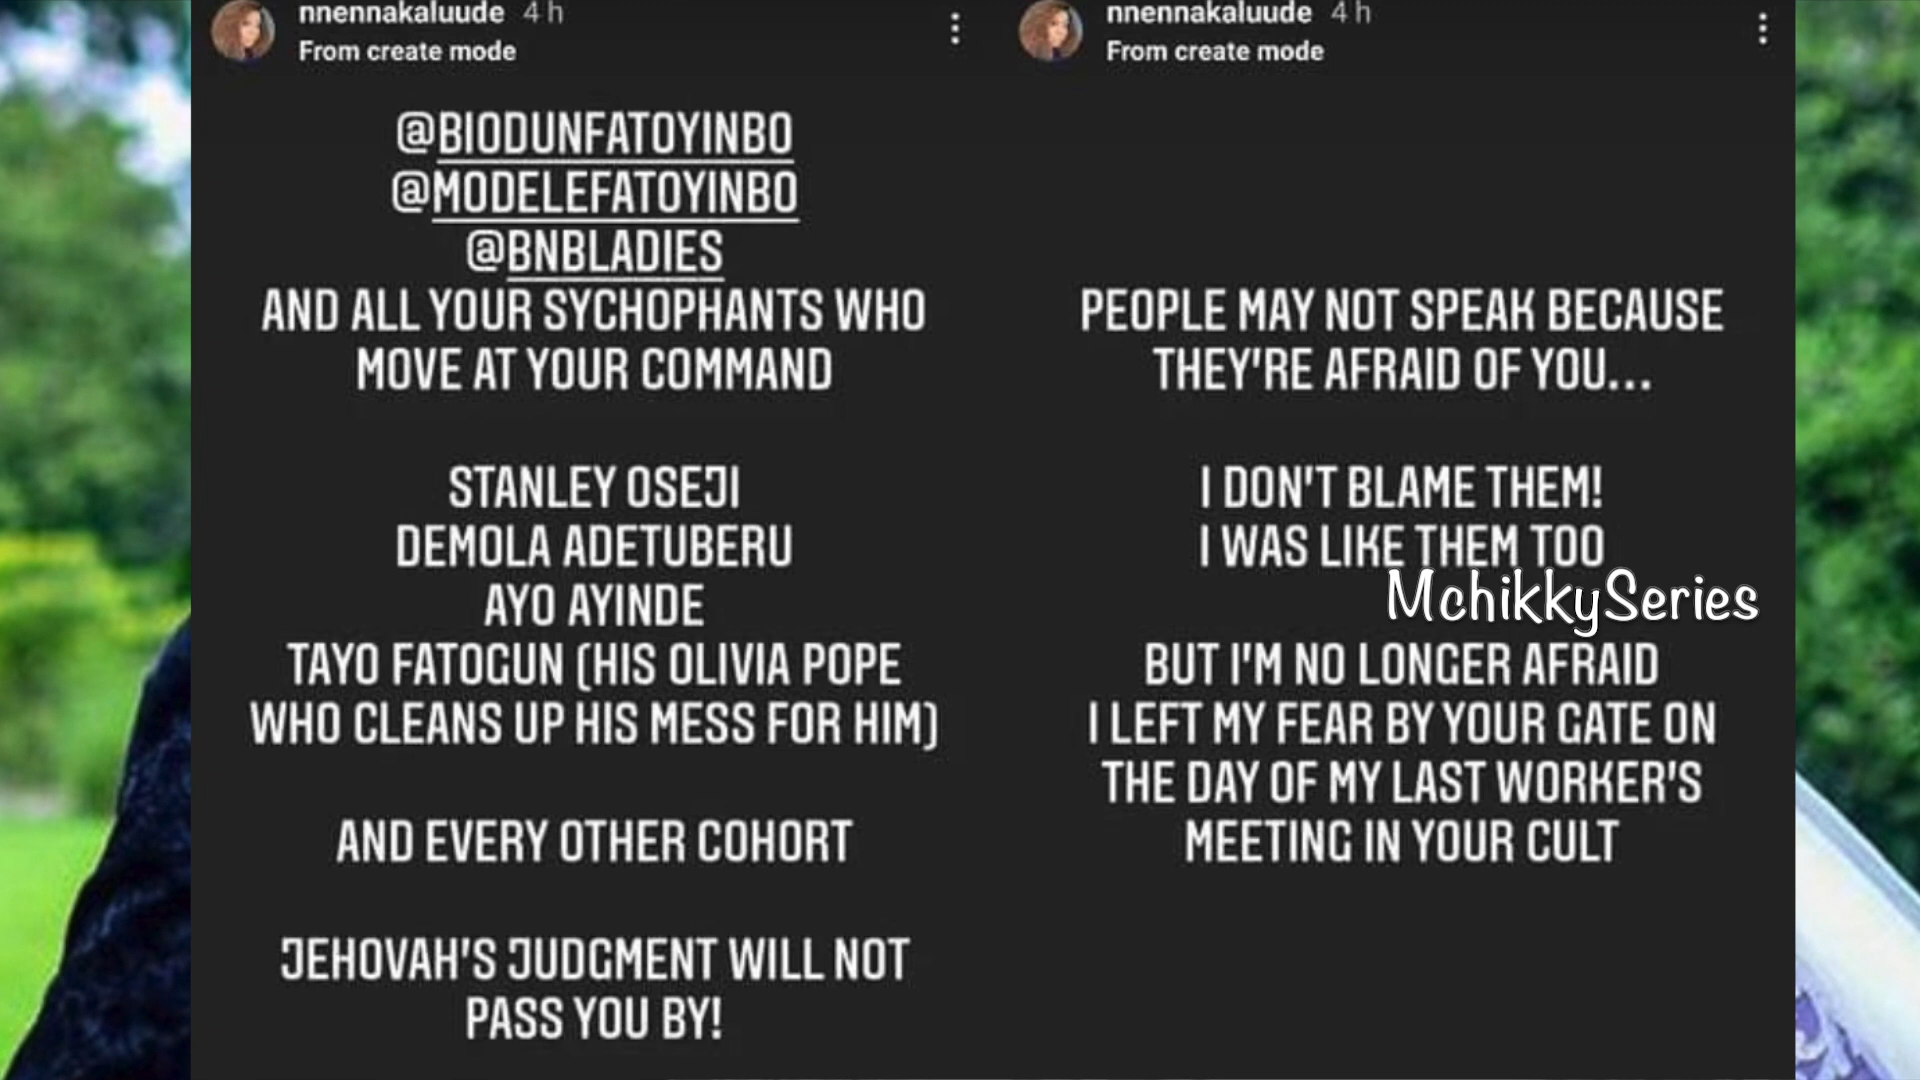 nnennakaluude 4 h
From create mode
@BIODUNFATOYINBO
@MODELEFATOYINBO
@BNBLADIES
AND ALL YOUR SYCHOPHANTS WHO
MOVE AT YOUR COMMAND
STANLEY OSEJI
DEMOLA ADETUBERU
AYO AYINDE
TAYO FATOGUN (HIS OLIVIA POPE
WHO CLEANS UP HIS MESS FOR HIM)
AND EVERY OTHER COHORT
JEHOVAH'S JUDGMENT WILL NOT
PASS YOU BY!
nnennakaluude 4 h
From create mode
PEOPLE MAY NOT SPEAK BECAUSE
THEY'RE AFRAID OF YOU...
I DON'T BLAME THEM!
I WAS LIKE THEM TOO
MchikkySeries
BUT I'M NO LONGER AFRAID
I LEFT MY FEAR BY YOUR GATE ON
THE DAY OF MY LAST WORKER'S
MEETING IN YOUR CULT